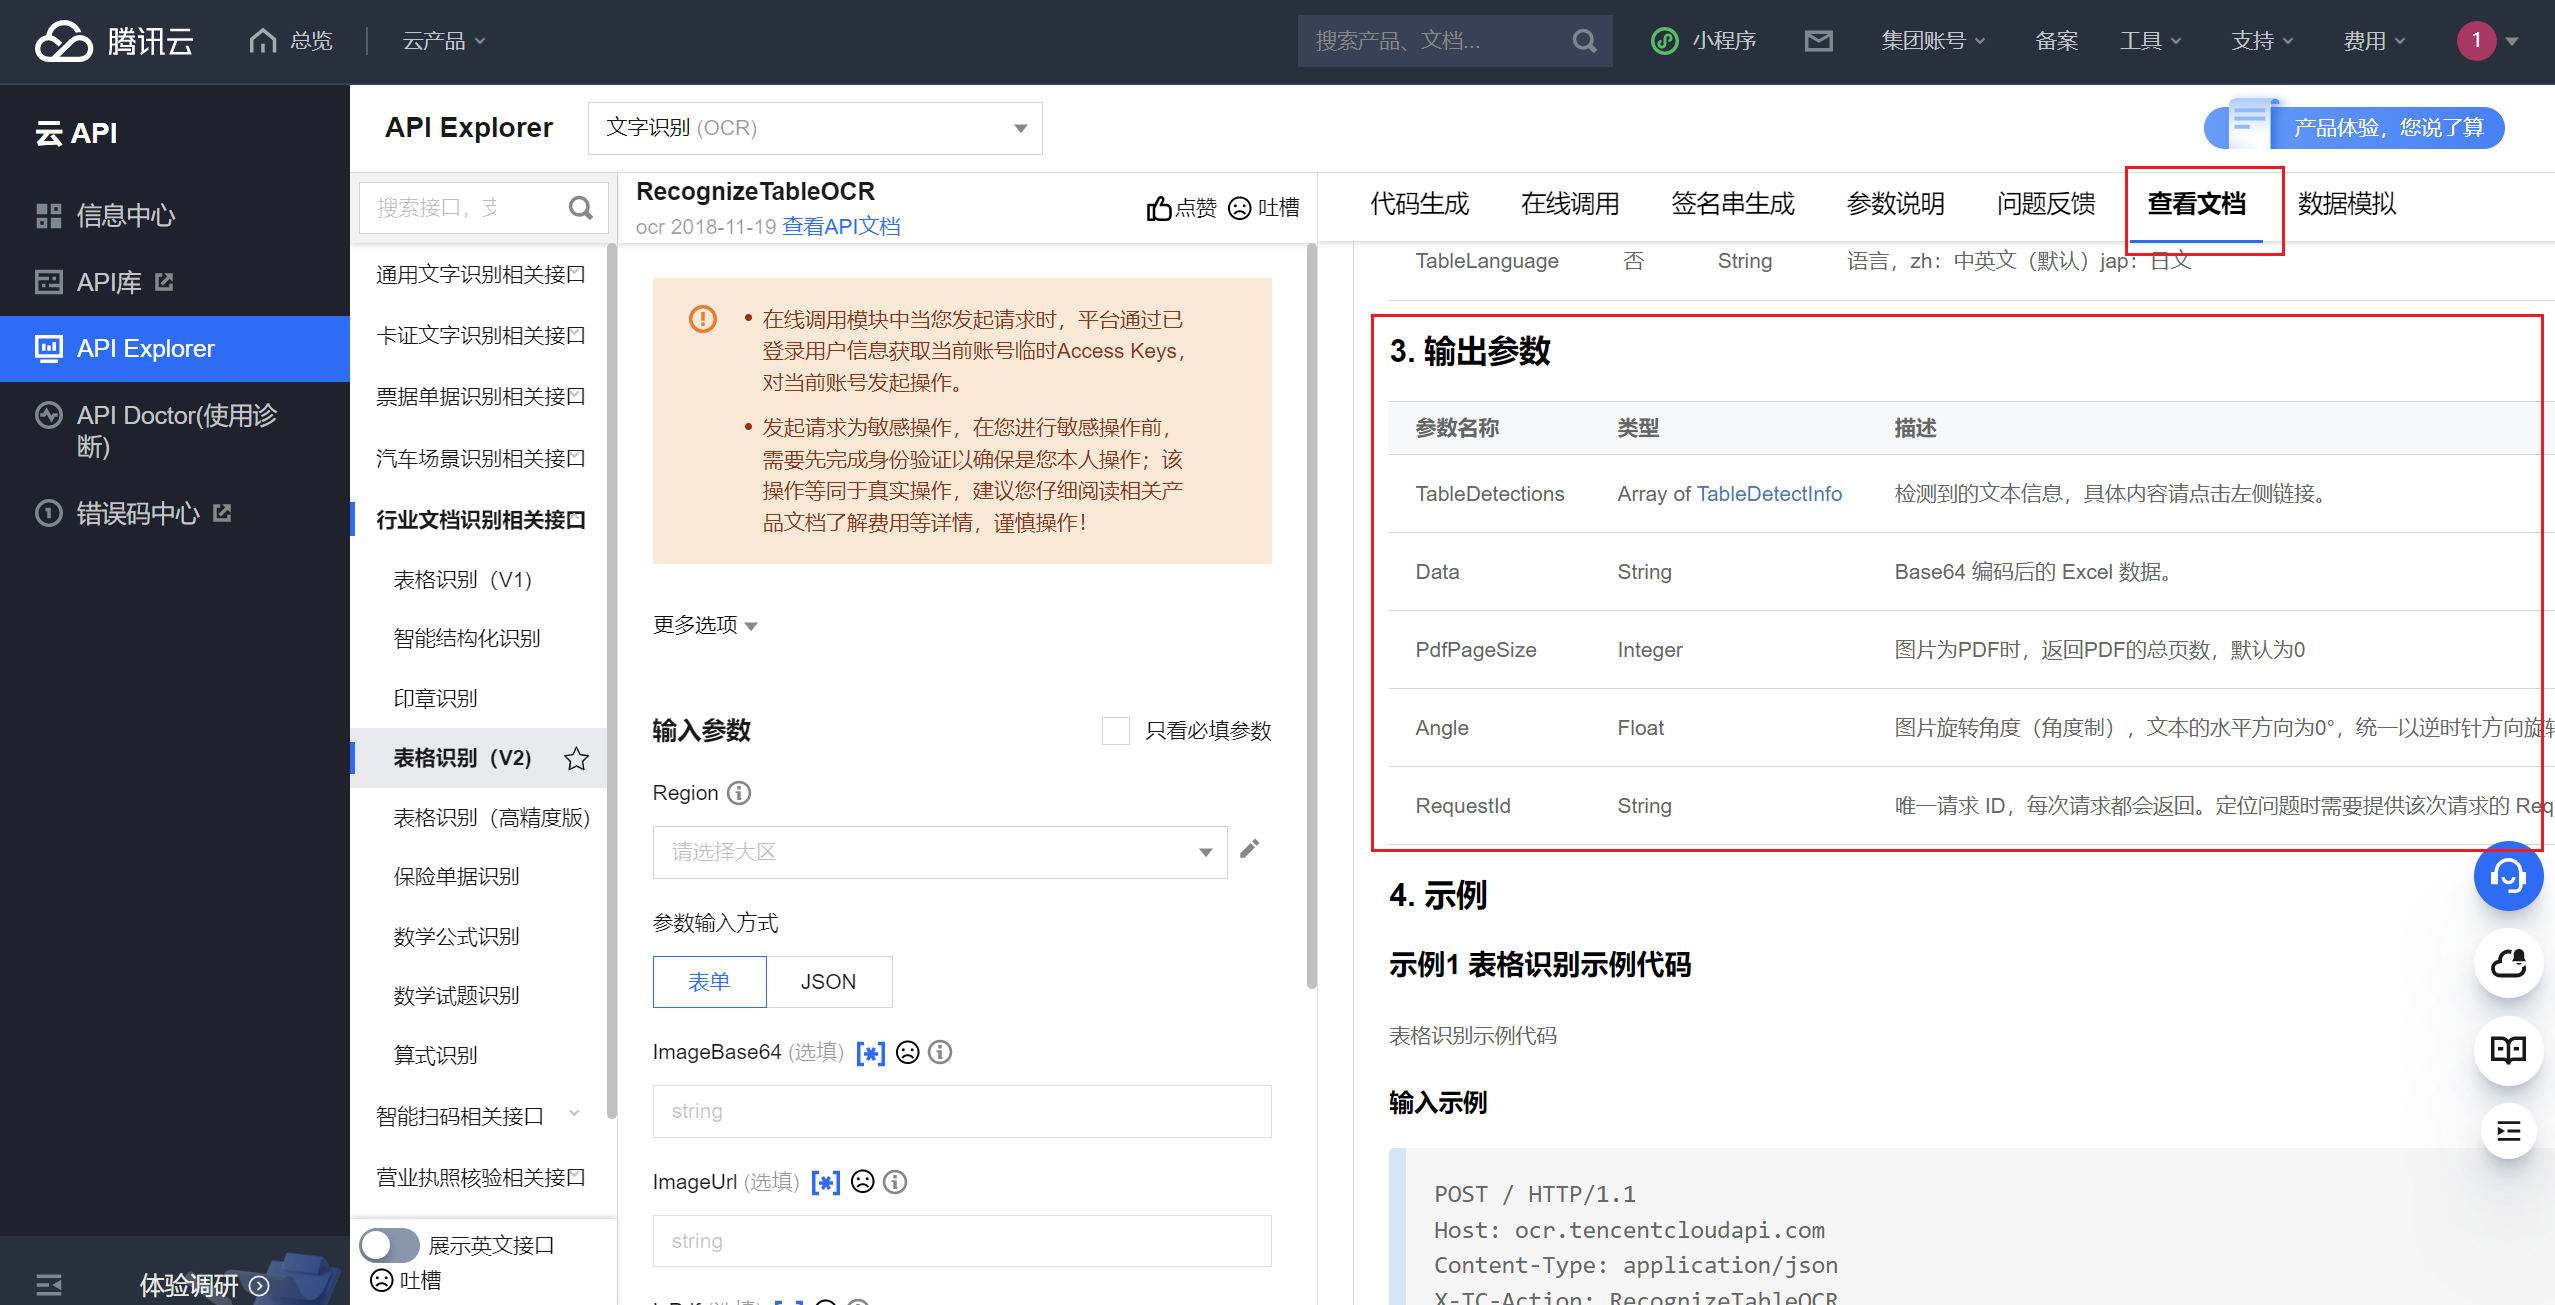 腾讯云
总览
云产品
搜索产品、文档...
小程序
集团账号
备案
工具
支持
费用
1
云 API
信息中心
API库
API Explorer
API Doctor(使用诊
断)
错误码中心
体验调研
API Explorer
文字识别 (OCR)
产品体验，您说了算
搜索接口，支
通用文字识别相关接口
卡证文字识别相关接口
票据单据识别相关接口
汽车场景识别相关接口
行业文档识别相关接口
表格识别（V1）
智能结构化识别
印章识别
表格识别（V2）
表格识别（高精度版）
保险单据识别
数学公式识别
数学试题识别
算式识别
智能扫码相关接口
营业执照核验相关接口
展示英文接口
吐槽
RecognizeTableOCR
ocr 2018-11-19 查看API文档
点赞
吐槽
在线调用模块中当您发起请求时，平台通过已
登录用户信息获取当前账号临时Access Keys，
对当前账号发起操作。
发起请求为敏感操作，在您进行敏感操作前，
需要先完成身份验证以确保是您本人操作；该
操作等同于真实操作，建议您仔细阅读相关产
品文档了解费用等详情，谨慎操作！
更多选项
输入参数
只看必填参数
Region
请选择大区
参数输入方式
表单
JSON
ImageBase64 (选填) [*]
string
ImageUrl (选填) [*]
string
代码生成
在线调用
签名串生成
参数说明
问题反馈
查看文档
数据模拟
TableLanguage 否 String 语言，zh：中英文（默认）jap：日文
3. 输出参数
参数名称 类型 描述
TableDetections Array of TableDetectInfo 检测到的文本信息，具体内容请点击左侧链接。
Data String Base64 编码后的 Excel 数据。
PdfPageSize Integer 图片为PDF时，返回PDF的总页数，默认为0
Angle Float 图片旋转角度（角度制），文本的水平方向为0°，统一以逆时针方向旋转
RequestId String 唯一请求 ID，每次请求都会返回。定位问题时需要提供该次请求的 Req
4. 示例
示例1 表格识别示例代码
表格识别示例代码
输入示例
POST / HTTP/1.1
Host: ocr.tencentcloudapi.com
Content-Type: application/json
X-TC-Action: RecognizeTableOCR